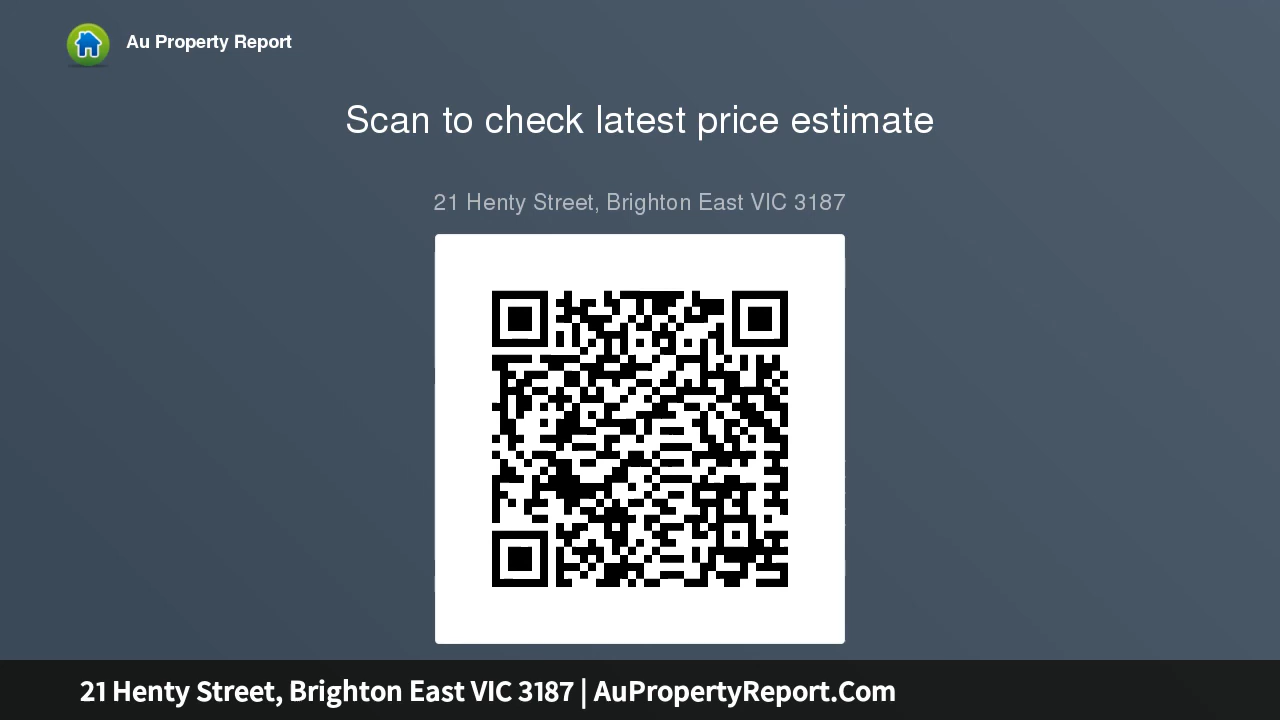 Au Property Report
Scan to check latest price estimate
21 Henty Street, Brighton East VIC 3187
21 Henty Street, Brighton East VIC 3187 | AuPropertyReport.Com